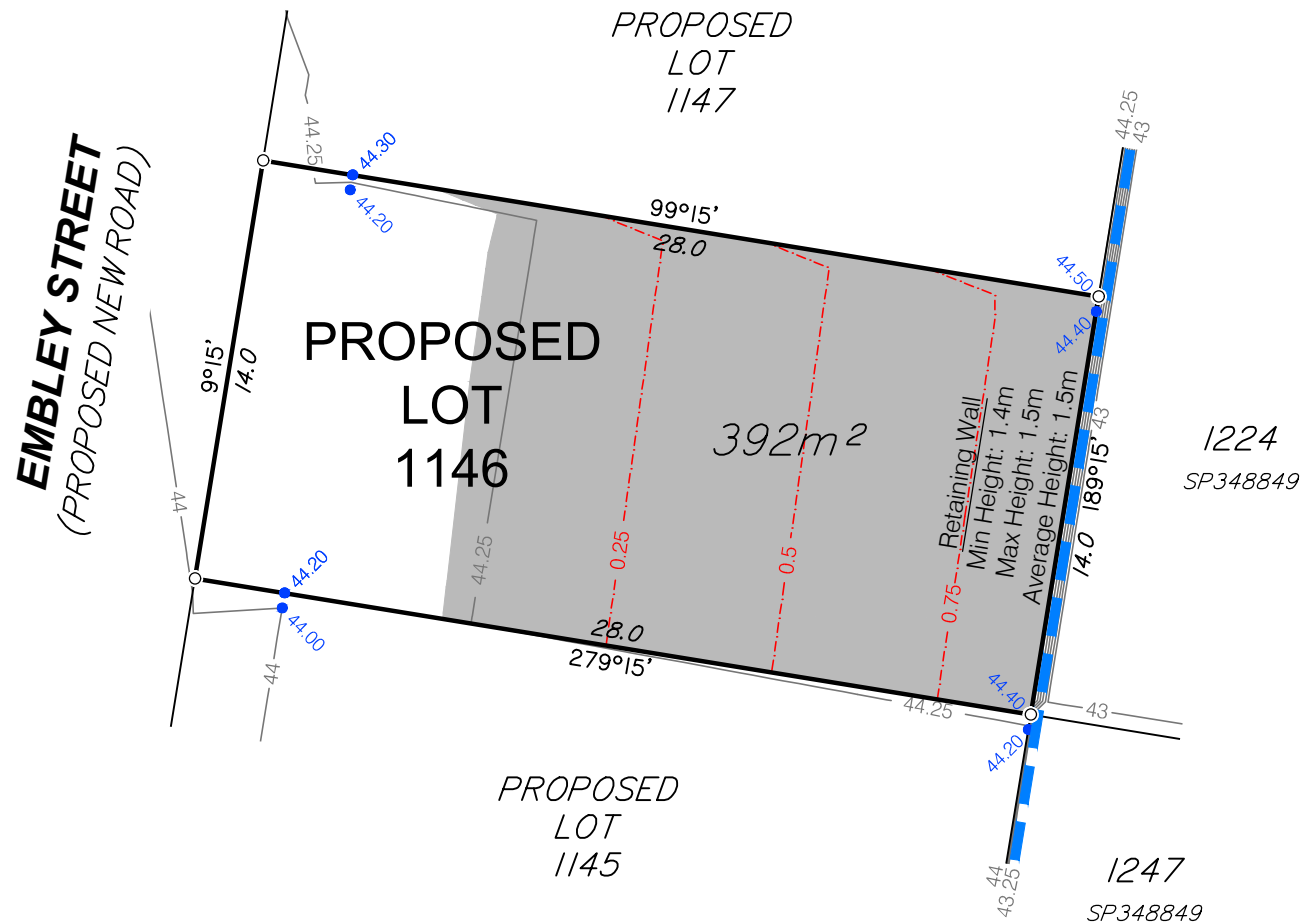 PROPOSED
LOT
1147
44.25
43
44.25
44.30
44.20
EMBLEY STREET
(PROPOSED NEW ROAD)
99°15'
28.0
44.50
44.40
9°15'
14.0
PROPOSED
LOT
1146
392m²
Retaining Wall
Min Height: 1.4m
Max Height: 1.5m
Average Height: 1.5m
43
189°15'
14.0
1224
SP348849
44
44.25
0.25
0.5
0.75
44.20
44.00
44
28.0
279°15'
44.25
44.40
44.20
43
PROPOSED
LOT
1145
44
43.25
1247
SP348849